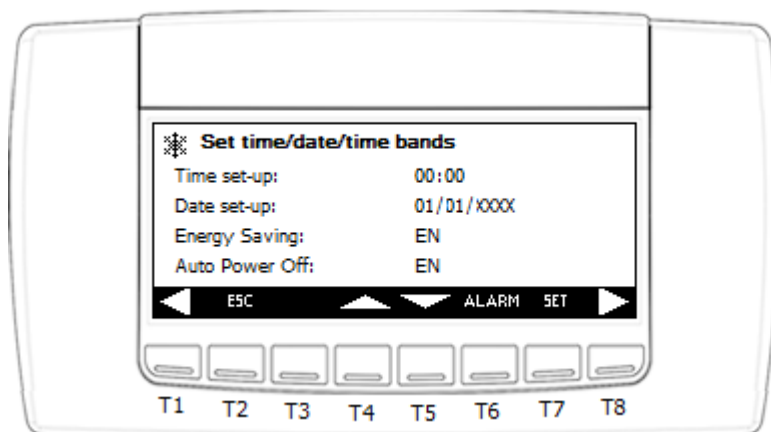 Set time/date/time bands
Time set-up: 00:00
Date set-up: 01/01/XXXX
Energy Saving: EN
Auto Power Off: EN
ESC ALARM SET
T1 T2 T3 T4 T5 T6 T7 T8